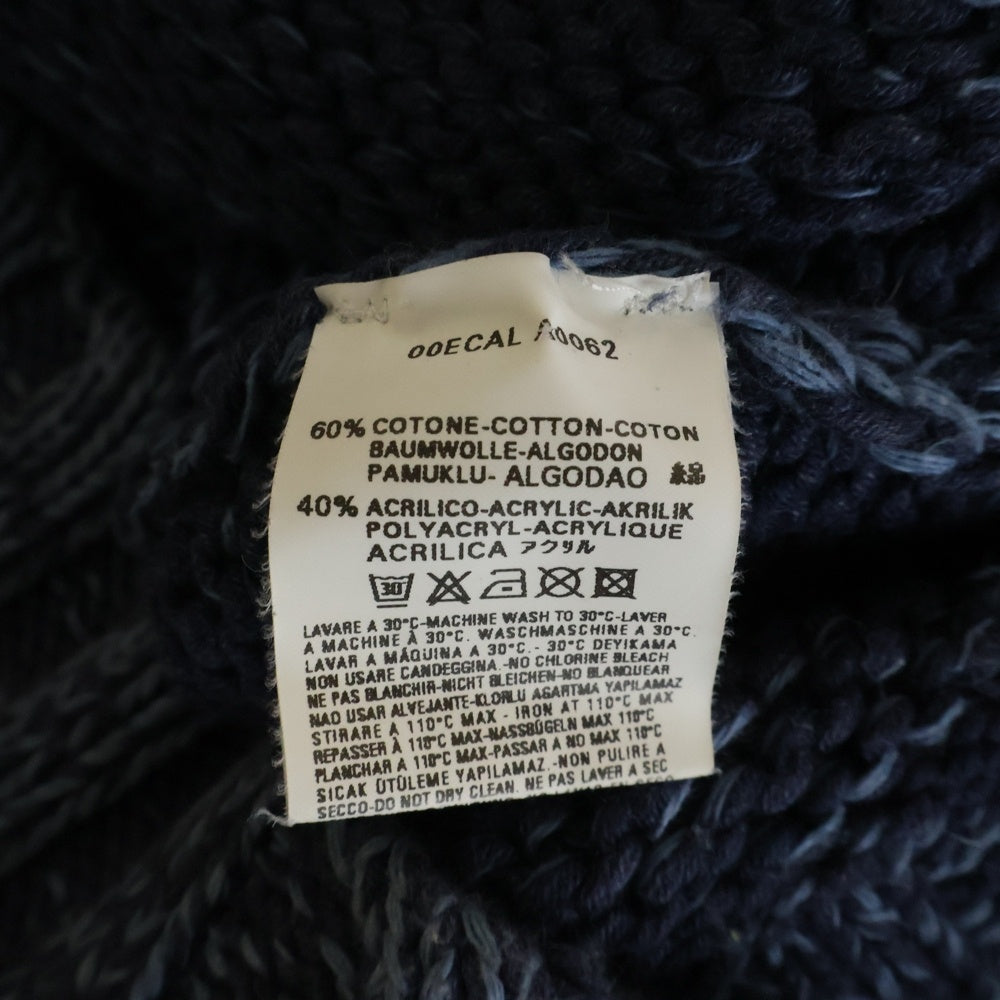 00ECAL A0062
60% COTONE-COTTON-COTON
BAUMWOLLE-ALGODON
PAMUKLU- ALGODAO 綿
40% ACRILICO-ACRYLIC-AKRILIK
POLYACRYL-ACRYLIQUE
ACRILICA アクリル
30
LAVARE A 30°C-MACHINE WASH TO 30°C-LAVER
A MACHINE À 30°C. WASCHMASCHINE A 30°C.
LAVAR A MÁQUINA A 30°C.- 30°C DEYIKAMA
NON USARE CANDEGGINA.-NO CHLORINE BLEACH
NE PAS BLANCHIR-NICHT BLEICHEN-NO BLANQUEAR
NAO USAR ALVEJANTE-KLORLU AGARTMA YAPILAMAZ
STIRARE A 110°C MAX - IRON AT 110°C MAX
REPASSER À 110°C MAX-NASSBÜGELN MAX 110°C
PLANCHAR A 110°C MAX-PASSAR A NO MAX 110°C
SICAK ÜTÜLEME YAPILAMAZ.-NON PULIRE A
SECCO-DO NOT DRY CLEAN. NE PAS LAVER A SEC